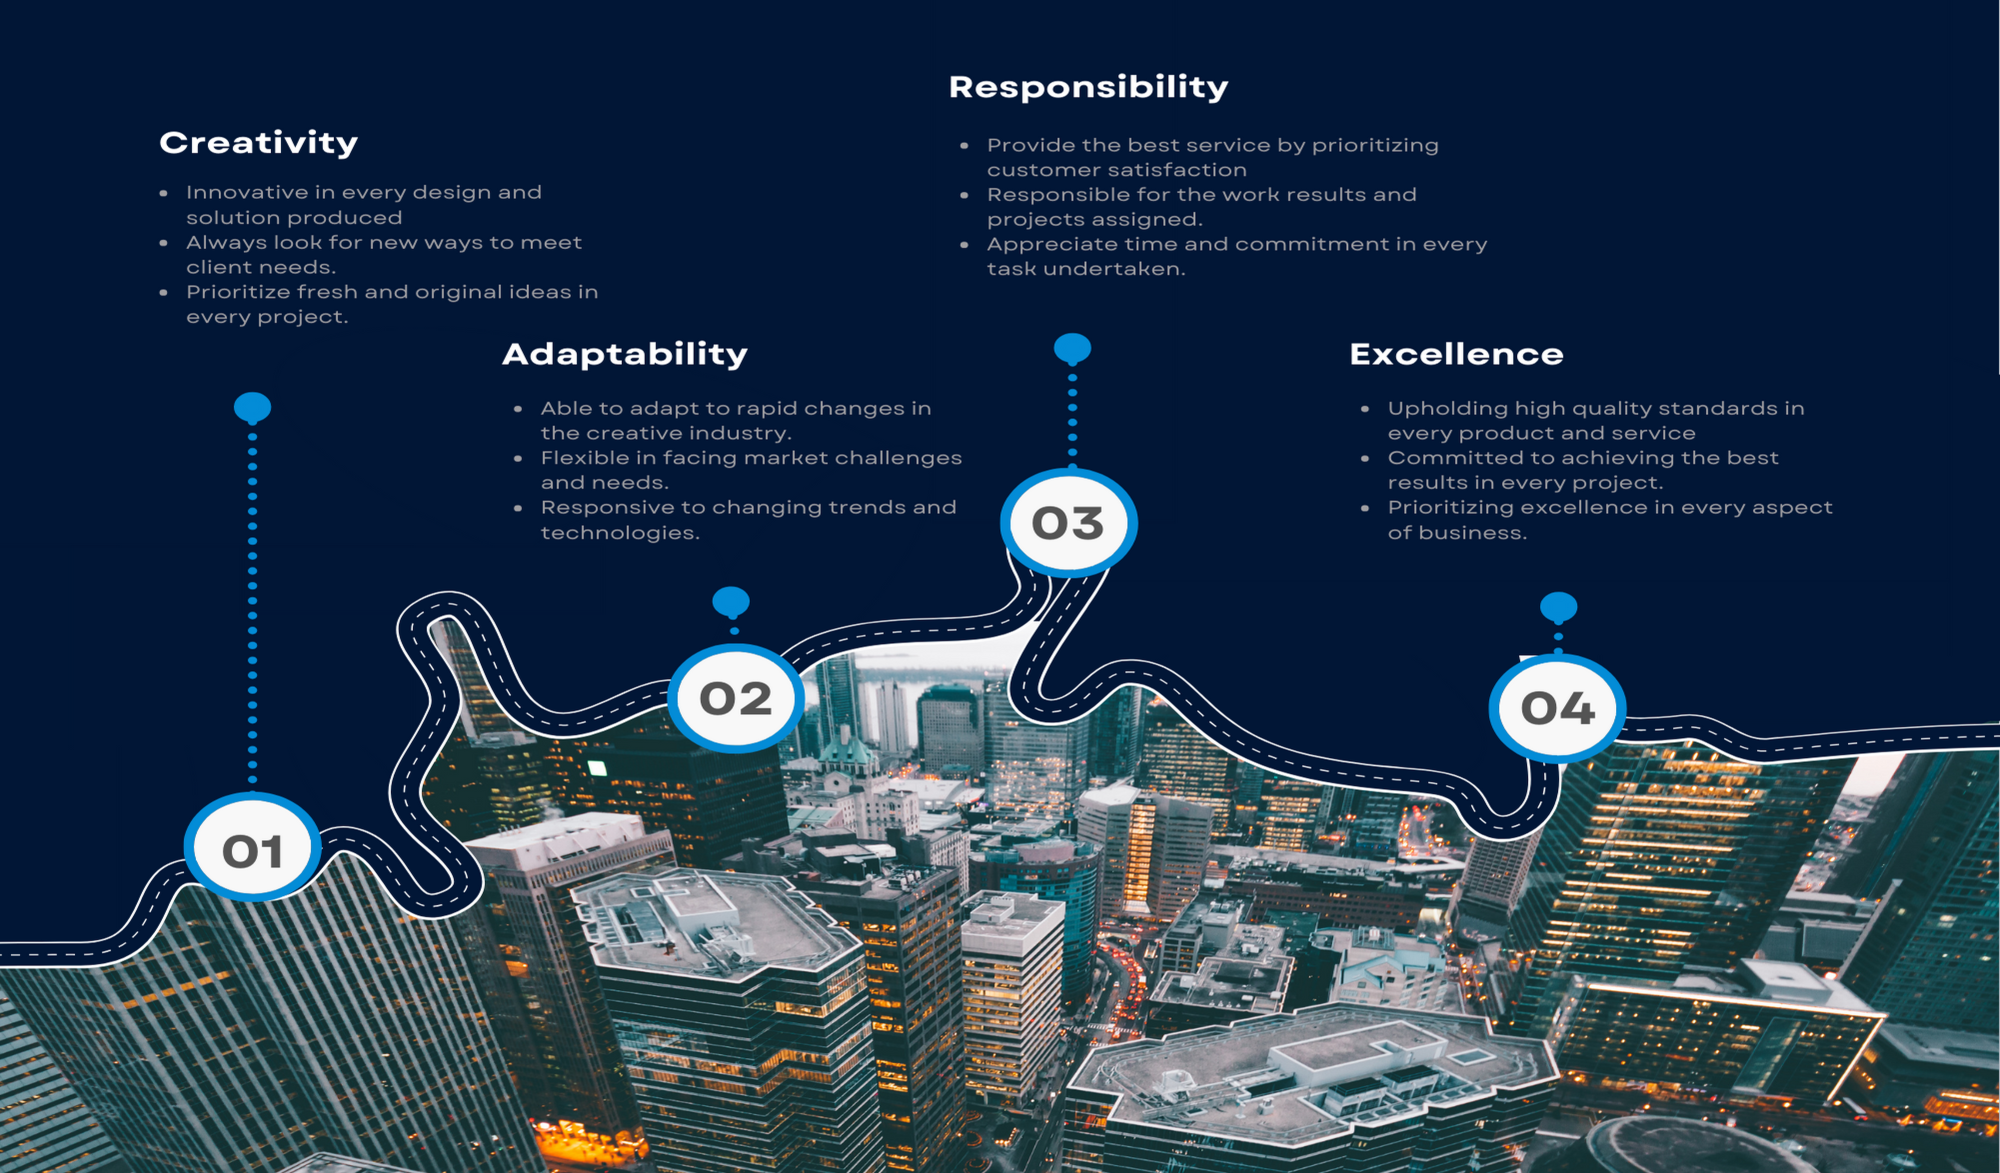 Creativity
Innovative in every design and
solution produced
Always look for new ways to meet
client needs.
Prioritize fresh and original ideas in
every project.
01
Adaptability
Able to adapt to rapid changes in
the creative industry.
Flexible in facing market challenges
and needs.
Responsive to changing trends and
technologies.
02
Responsibility
Provide the best service by prioritizing
customer satisfaction
Responsible for the work results and
projects assigned.
Appreciate time and commitment in every
task undertaken.
03
Excellence
Upholding high quality standards in
every product and service
Committed to achieving the best
results in every project.
Prioritizing excellence in every aspect
of business.
04